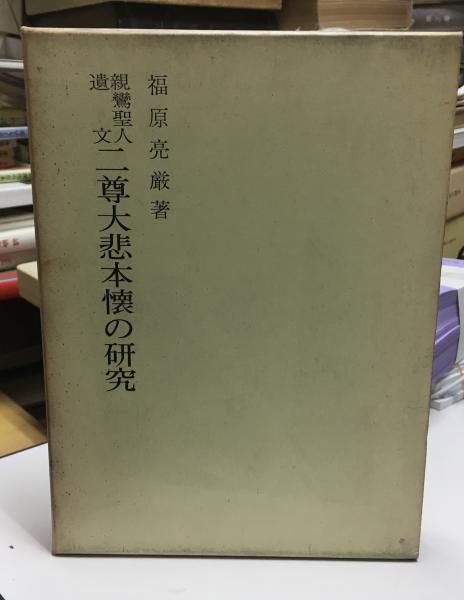 福原亮厳著
親鸞聖人
遺文
二尊大悲本懐の研究